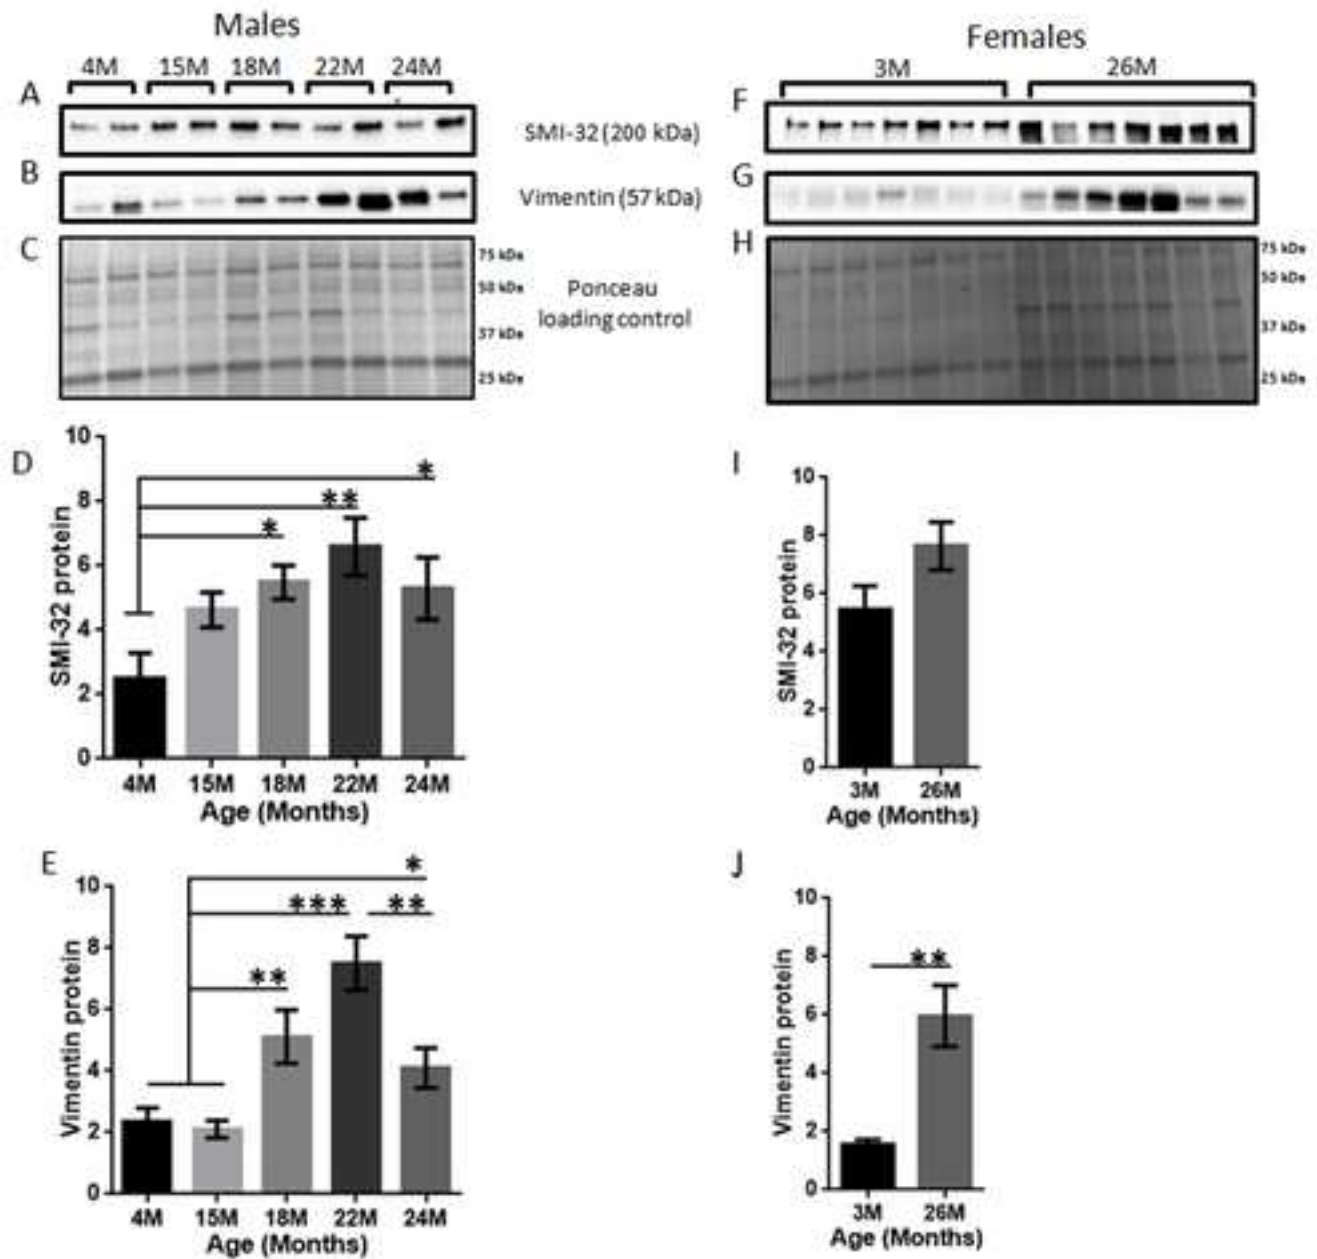 Males
4M 15M 18M 22M 24M
A
SMI-32 (200 kDa)
B
Vimentin (57 kDa)
C
75 kDa
50 kDa
37 kDa
25 kDa
Ponceau
loading control
Females
3M 26M
F
G
H
75 kDa
50 kDa
37 kDa
25 kDa
D
SMI-32 protein
10
8
6
4
2
0
*
**
*
4M 15M 18M 22M 24M
Age (Months)
I
SMI-32 protein
10
8
6
4
2
0
3M 26M
Age (Months)
E
Vimentin protein
10
8
6
4
2
0
*
*** **
**
4M 15M 18M 22M 24M
Age (Months)
J
Vimentin protein
10
8
6
4
2
0
**
3M 26M
Age (Months)